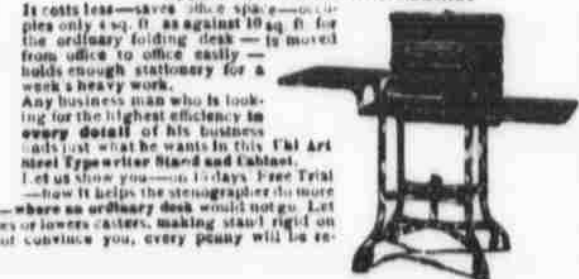 It costs less—saves office space—occu-
pies only 4 sq. ft as against 10 sq. ft for
the ordinary folding desk — is moved
from office to office easily —
holds enough stationery for a
week's heavy work.
Any business man who is look-
ing for the highest efficiency in
every detail of his business
finds just what he wants in this Uhl Art
Steel Typewriter Stand and Cabinet.
Let us show you—on 15 days Free Trial
—how it helps the stenographer do more
—where an ordinary desk would not go. Let
es or lowers casters, making stand rigid on
convince you, every penny will be re-